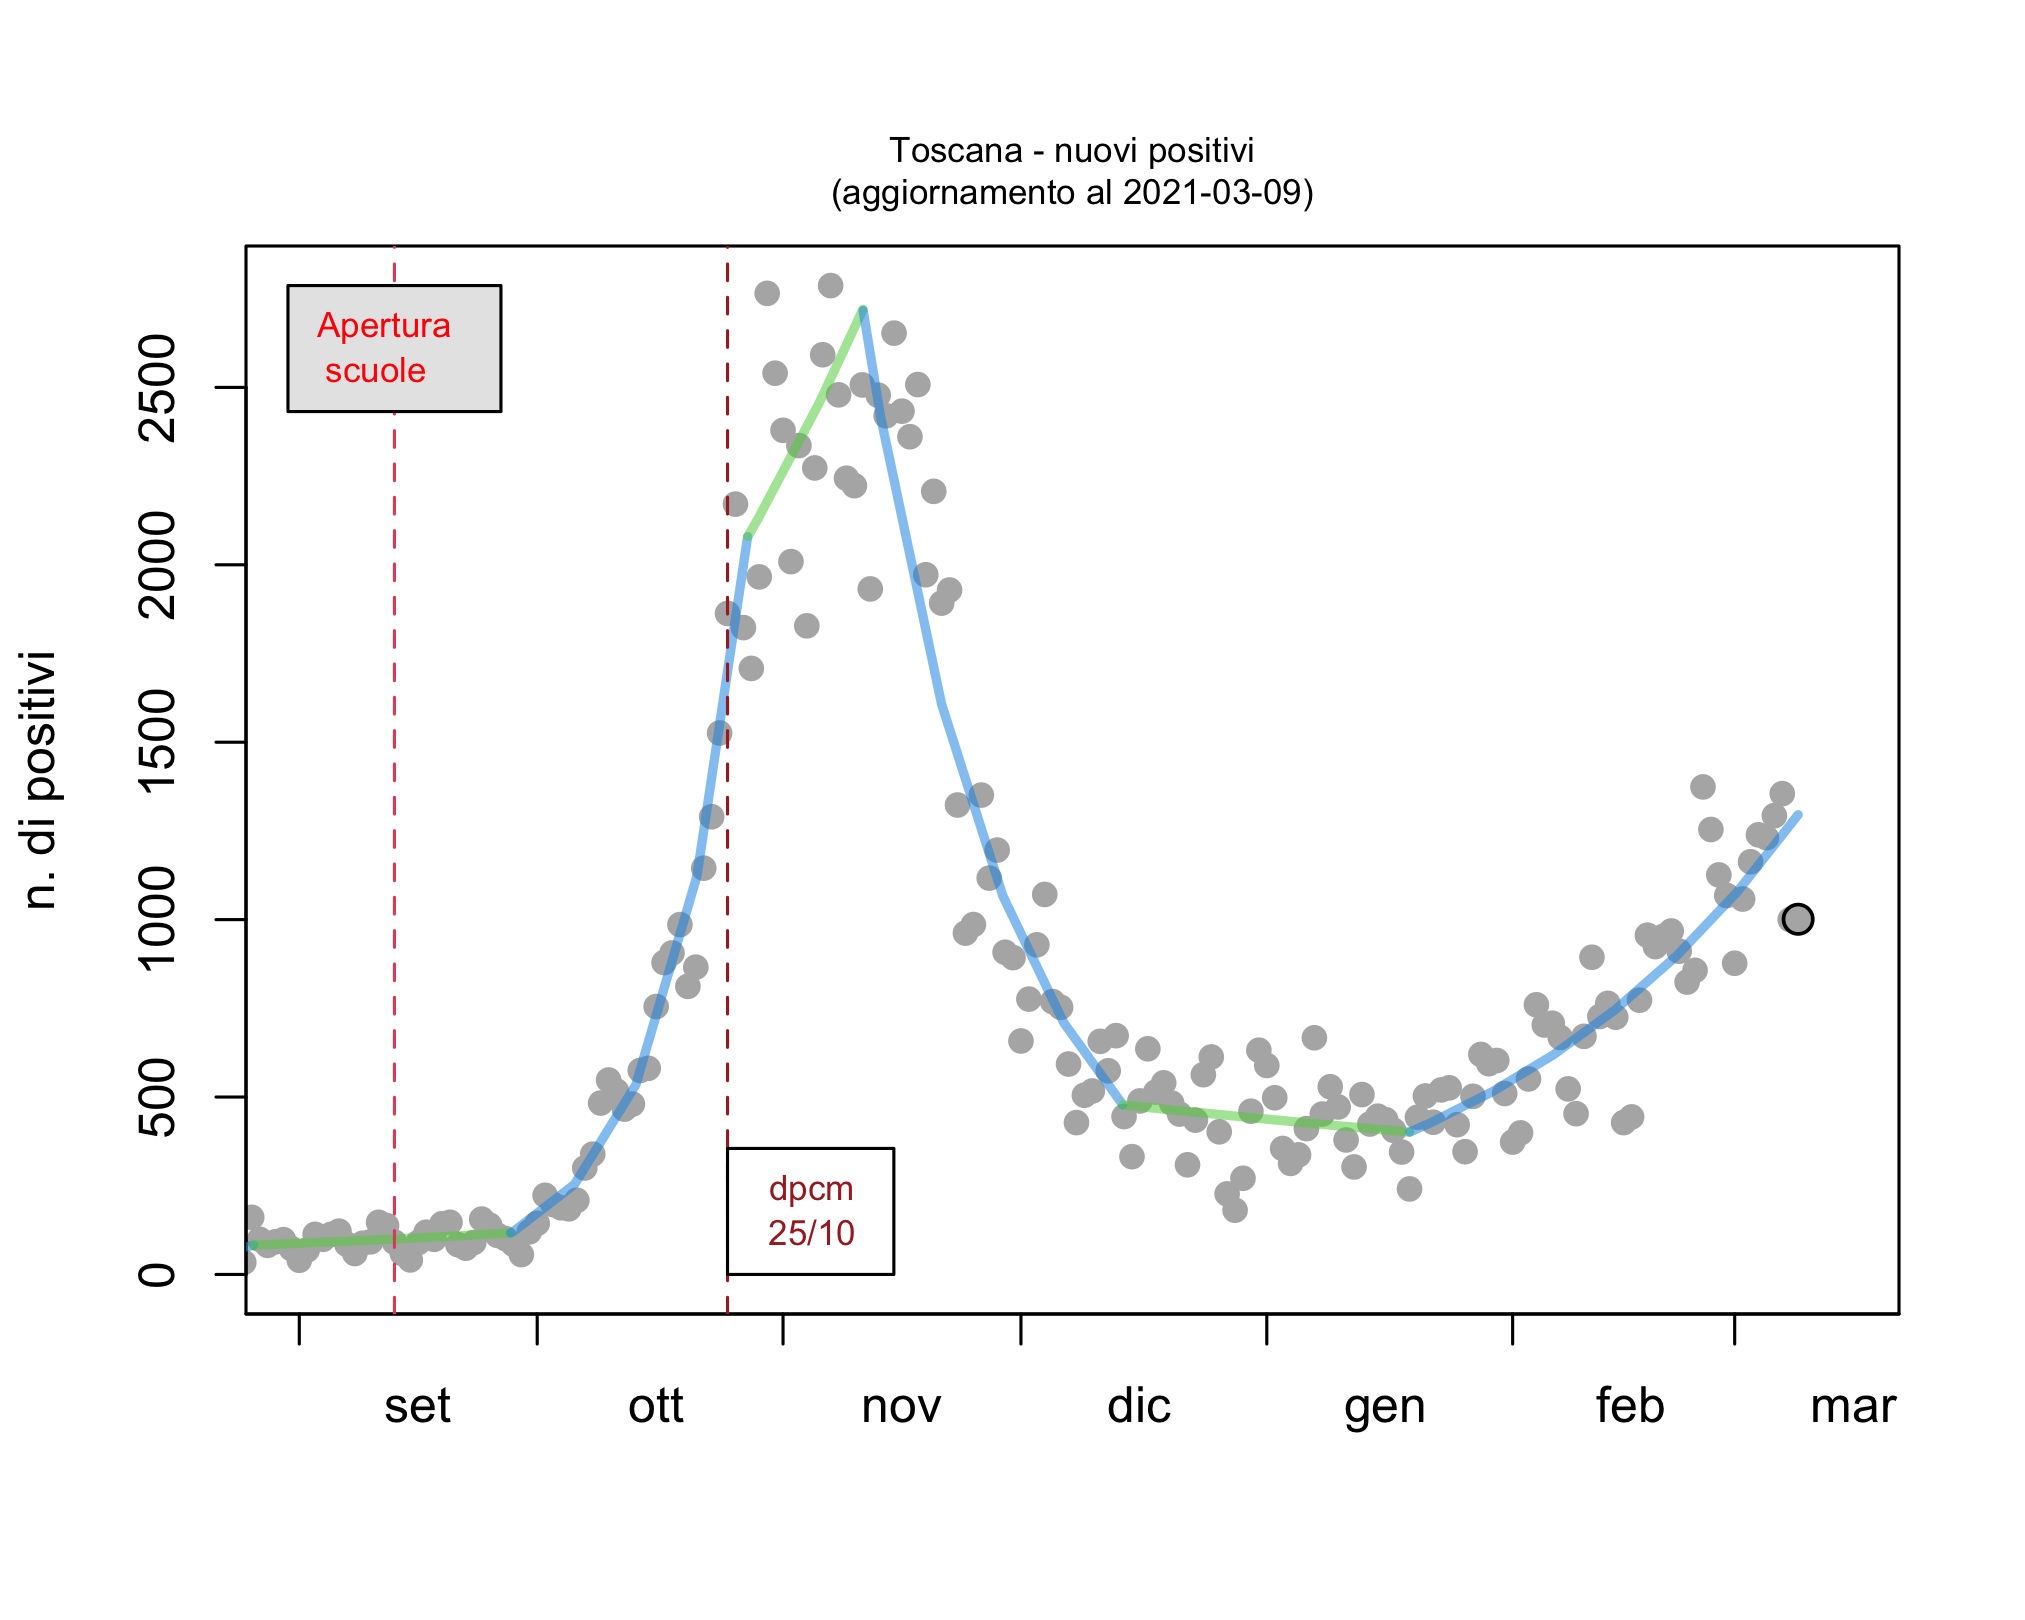 Toscana - nuovi positivi
(aggiornamento al 2021-03-09)
Apertura
scuole
n. di positivi
2500
2000
1500
1000
500
0
dpcm
25/10
set ott nov dic gen feb mar